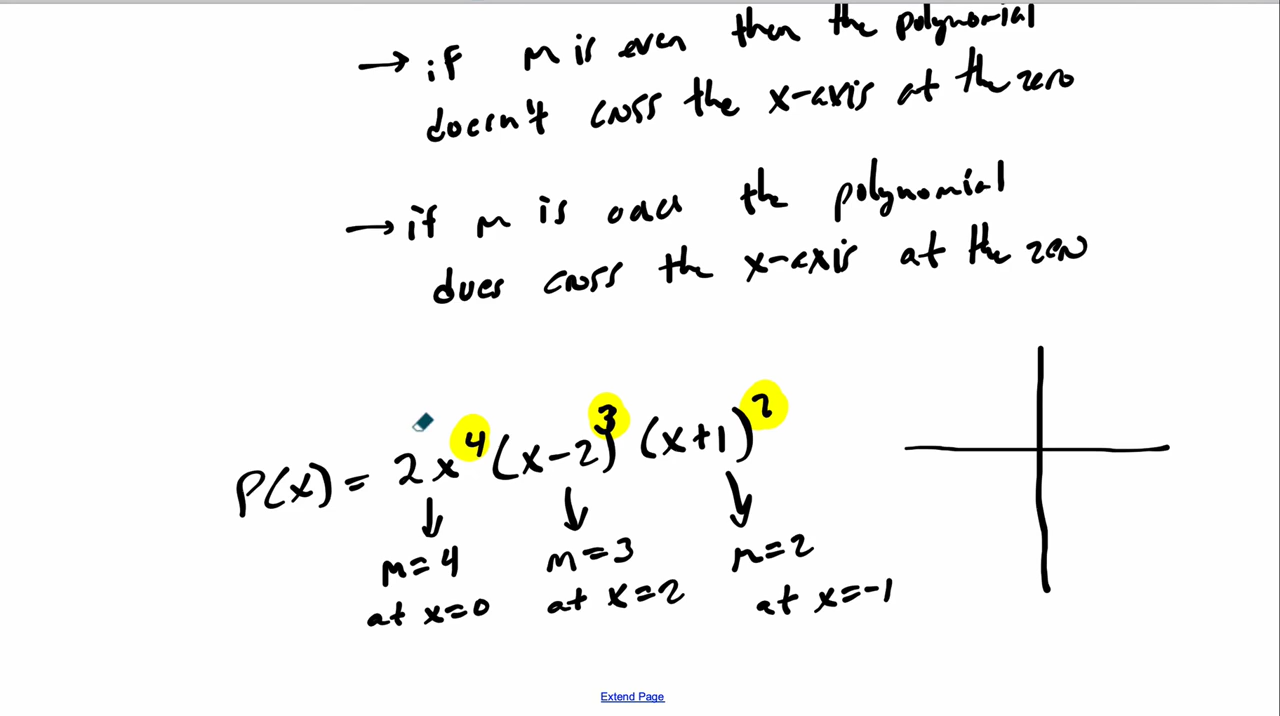 → if m is even then the polynomial
doesn't cross the x-axis at the zero
→ if m is odd the polynomial
does cross the x-axis at the zero
P(x) = 2x⁴(x-2)³(x+1)²
m=4 m=3 m=2
at x=0 at x=2 at x=-1
Extend Page